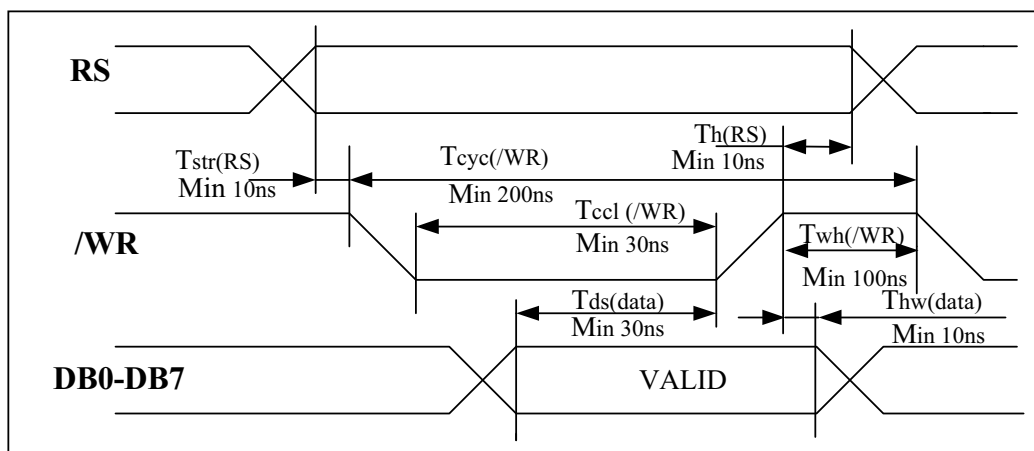 RS
Th(RS)
Min 10ns
Tstr(RS)
Min 10ns
Tcyc(/WR)
Min 200ns
/WR
Tccl (/WR)
Min 30ns
Twh(/WR)
Min 100ns
Tds(data)
Min 30ns
Thw(data)
Min 10ns
DB0-DB7
VALID